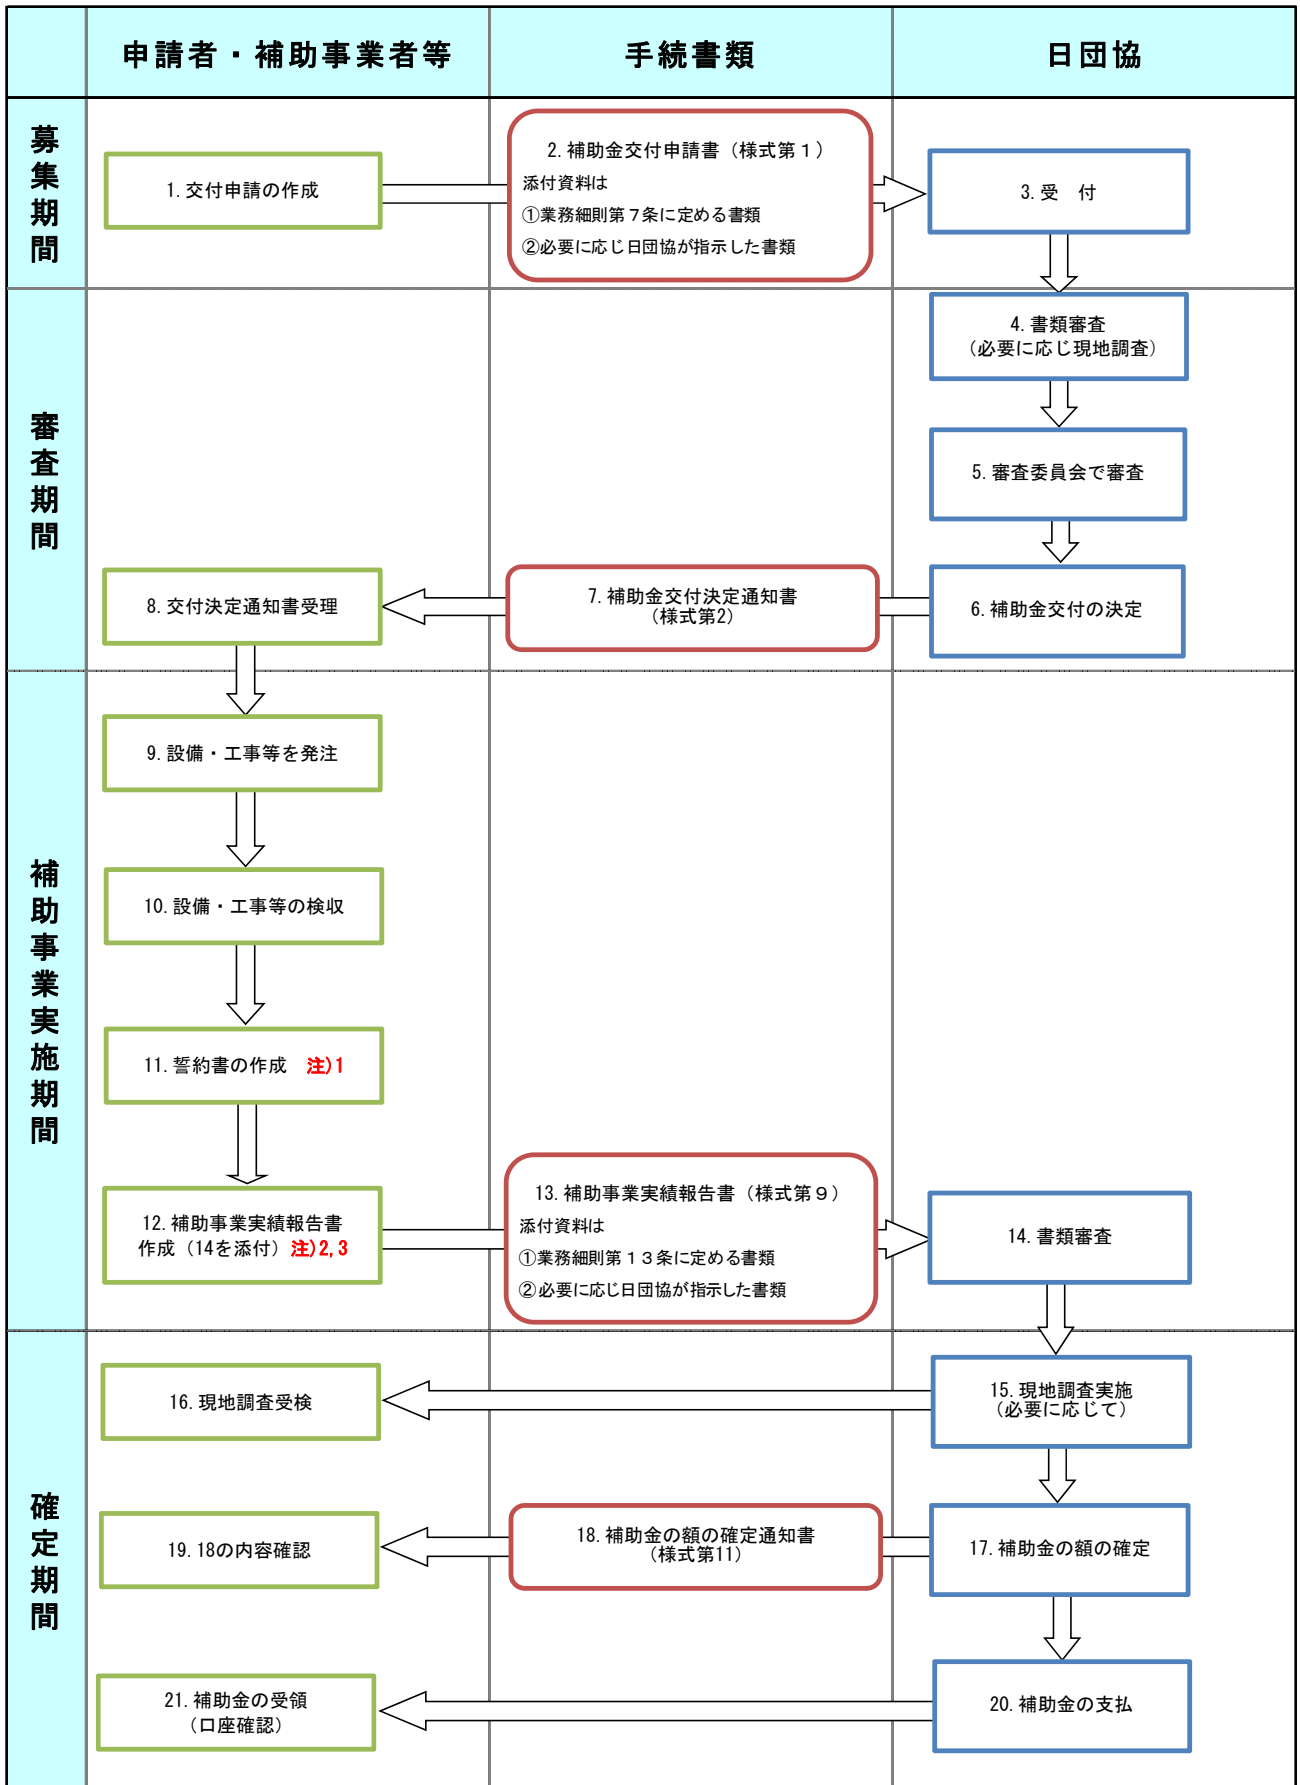 申請者・補助事業者等
手続書類
日団協
募集期間
1. 交付申請の作成
2. 補助金交付申請書（様式第１）
添付資料は
①業務細則第７条に定める書類
②必要に応じ日団協が指示した書類
3. 受　付
審査期間
4. 書類審査
（必要に応じ現地調査）
5. 審査委員会で審査
6. 補助金交付の決定
7. 補助金交付決定通知書
（様式第2）
8. 交付決定通知書受理
補助事業実施期間
9. 設備・工事等を発注
10. 設備・工事等の検収
11. 誓約書の作成　注)1
12. 補助事業実績報告書
作成（14を添付）注)2, 3
13. 補助事業実績報告書（様式第９）
添付資料は
①業務細則第１３条に定める書類
②必要に応じ日団協が指示した書類
14. 書類審査
確定期間
15. 現地調査実施
（必要に応じて）
16. 現地調査受検
17. 補助金の額の確定
18. 補助金の額の確定通知書
（様式第11）
19. 18の内容確認
20. 補助金の支払
21. 補助金の受領
（口座確認）